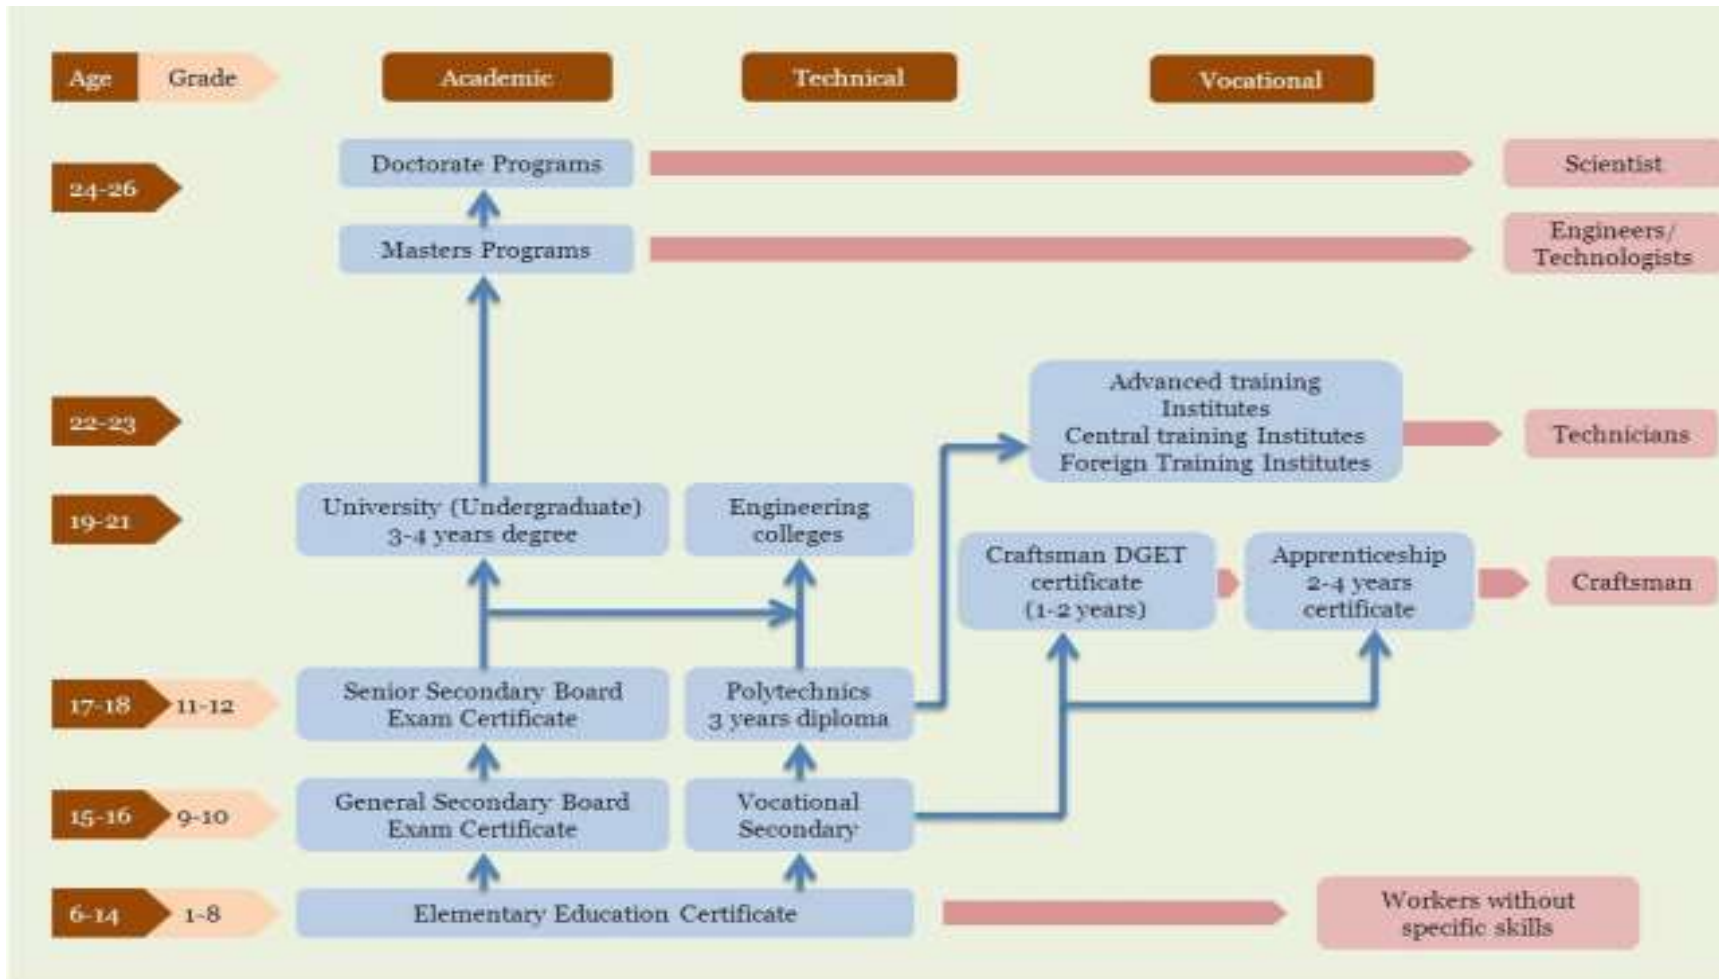 Age
Grade
Academic
Technical
Vocational
24-26
Doctorate Programs
Scientist
Masters Programs
Engineers/
Technologists
22-23
Advanced training
Institutes
Central training Institutes
Foreign Training Institutes
Technicians
19-21
University (Undergraduate)
3-4 years degree
Engineering
colleges
Craftsman DGET
certificate
(1-2 years)
Apprenticeship
2-4 years
certificate
Craftsman
17-18
11-12
Senior Secondary Board
Exam Certificate
Polytechnics
3 years diploma
15-16
9-10
General Secondary Board
Exam Certificate
Vocational
Secondary
6-14
1-8
Elementary Education Certificate
Workers without
specific skills